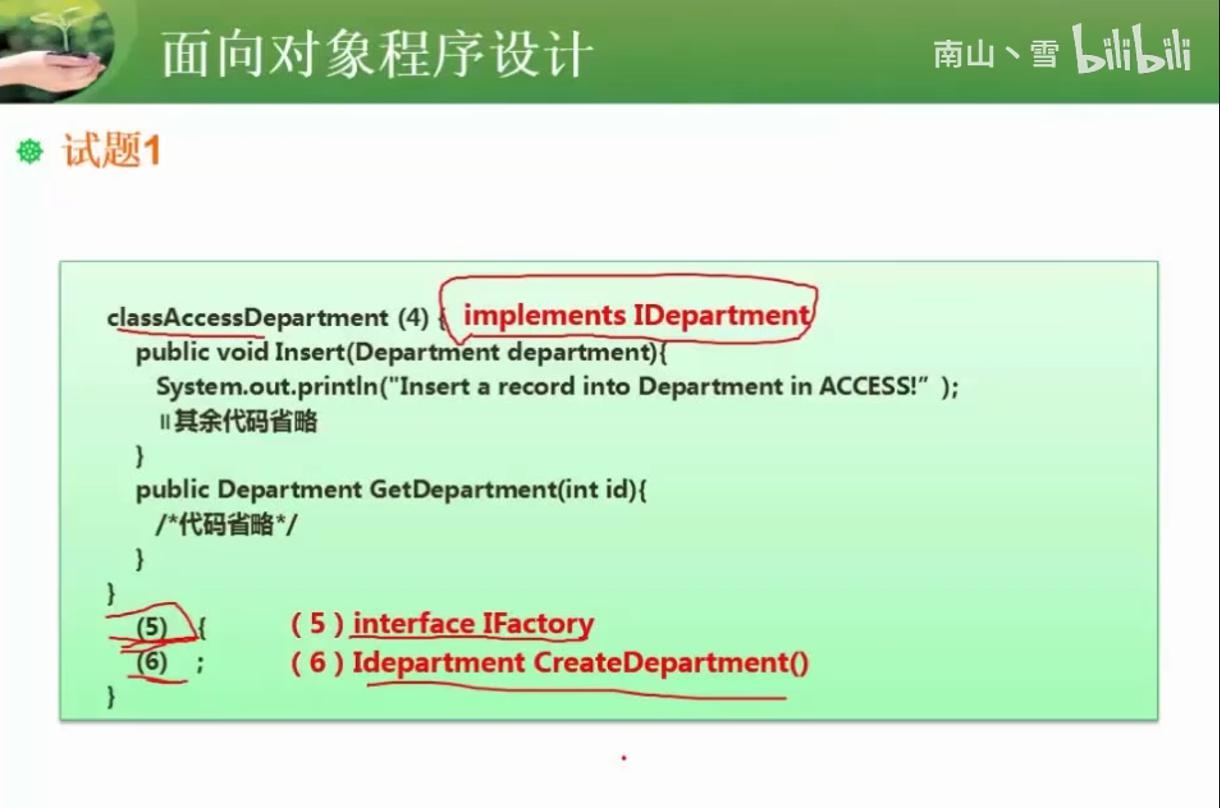 面向对象程序设计
南山丶雪 bilibili
试题1
classAccessDepartment (4) { implements IDepartment
public void Insert(Department department){
System.out.println("Insert a record into Department in ACCESS!” );
॥其余代码省略
}
public Department GetDepartment(int id){
/*代码省略*/
}
}
(5) { （5）interface IFactory
(6) ; （6）Idepartment CreateDepartment()
}